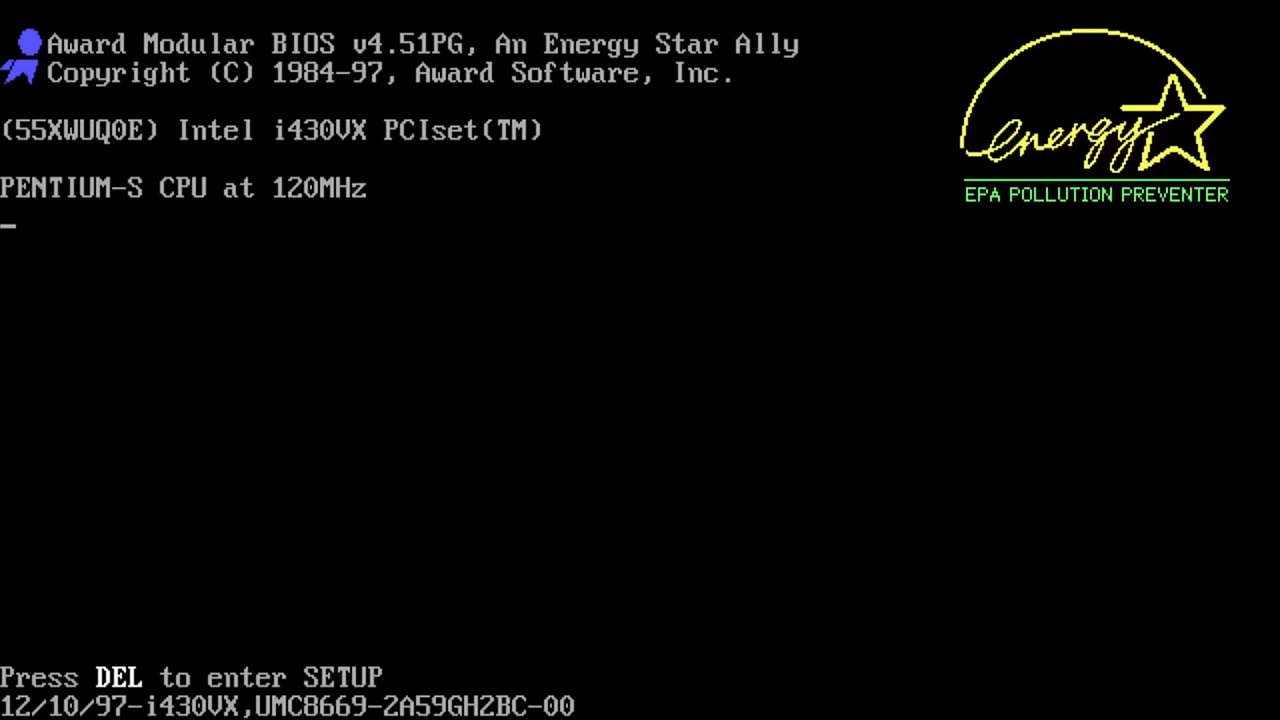 Award Modular BIOS v4.51PG, An Energy Star Ally
Copyright (C) 1984-97, Award Software, Inc.
(55XWUQ0E) Intel i430VX PCIset(TM)
PENTIUM-S CPU at 120MHz
energy
EPA POLLUTION PREVENTER
Press DEL to enter SETUP
12/10/97-i430VX,UMC8669-2A59GH2BC-00